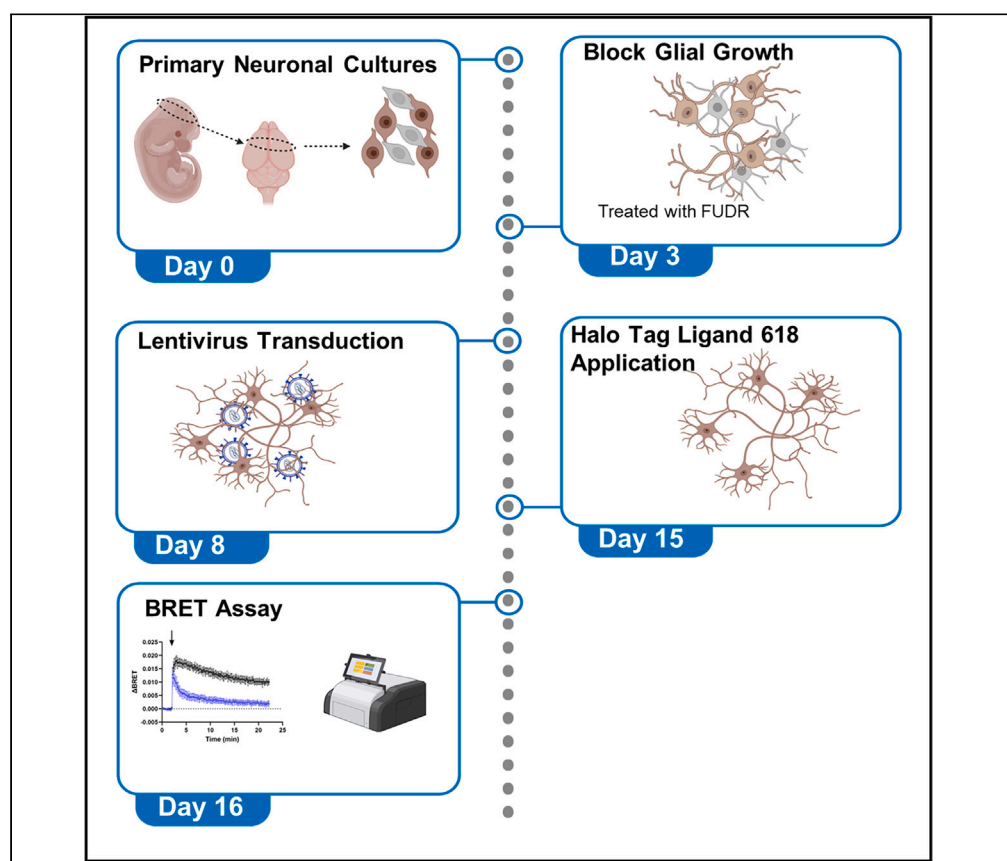 Primary Neuronal Cultures
Day 0
Block Glial Growth
Treated with FUDR
Day 3
Lentivirus Transduction
Day 8
Halo Tag Ligand 618
Application
Day 15
BRET Assay
0.025
0.020
0.015
0.010
0.005
0.000
-0.005
ΔBRET
0
5
10
15
20
25
Time (min)
Day 16